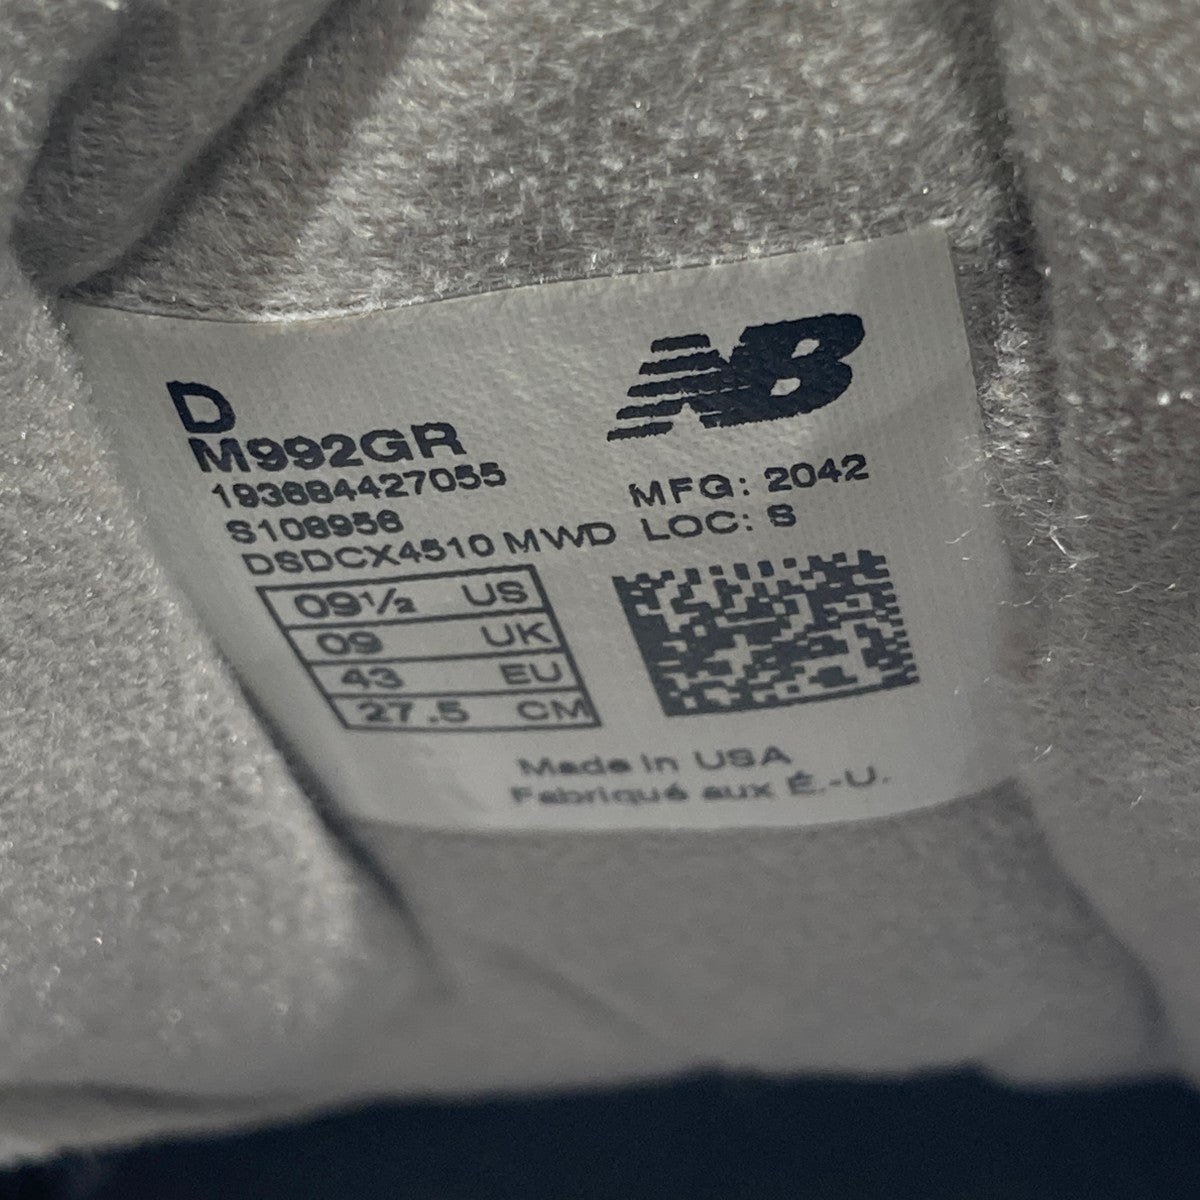 D
NB
M992GR
193684427055
MFG: 2042
S108956
LOC: S
DSDCX4510 MWD
09½ US
09 UK
43 EU
27.5 CM
Made in USA
Fabriqué aux É.-U.